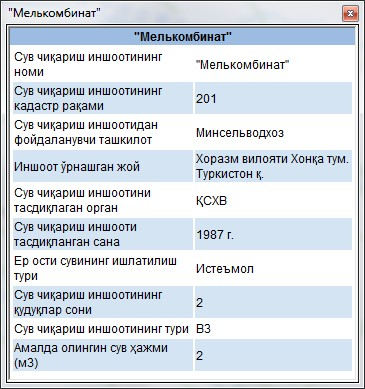 "Мелькомбинат"
"Мелькомбинат"
Сув чиқариш иншоотининг
номи
"Мелькомбинат"
Сув чиқариш иншоотининг
кадастр рақами
201
Сув чиқариш иншоотидан
фойдаланувчи ташкилот
Минсельводхоз
Иншоот ўрнашган жой
Хоразм вилояти Хонқа тум.
Туркистон қ.
Сув чиқариш иншоотини
тасдиқлаган орган
ҚСХВ
Сув чиқариш иншооти
тасдиқланган сана
1987 г.
Ер ости сувининг ишлатилиш
тури
Истеъмол
Сув чиқариш иншоотининг
қудуқлар сони
2
Сув чиқариш иншоотининг тури
ВЗ
Амалда олингин сув ҳажми
(м3)
2